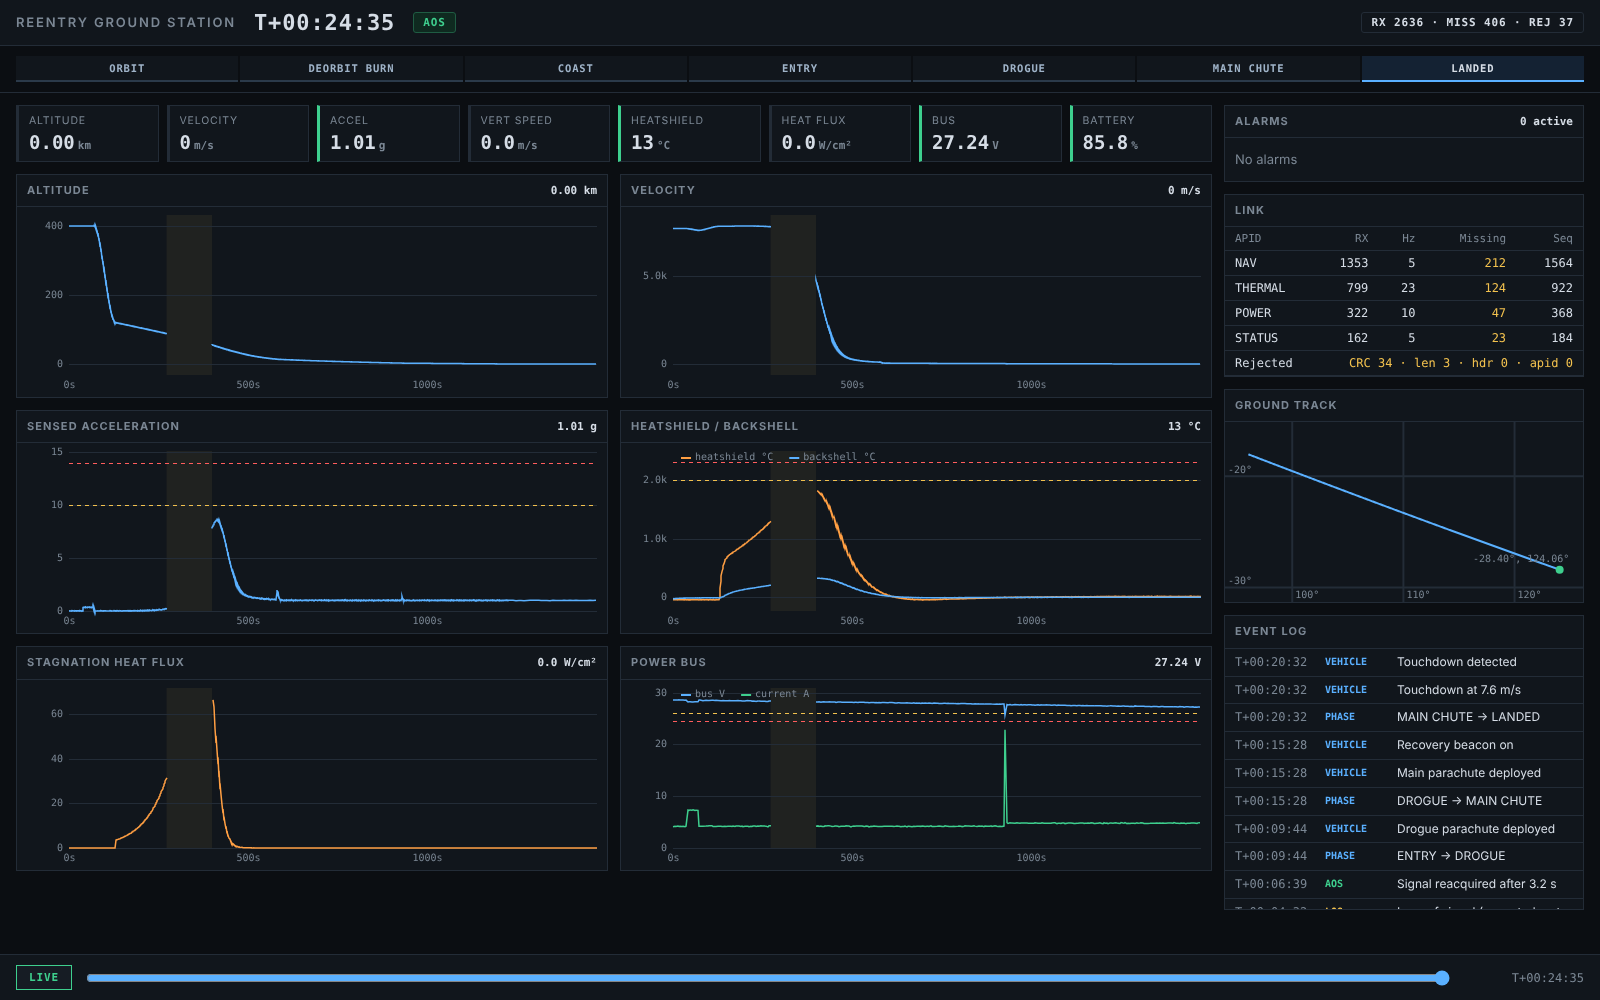 REENTRY GROUND STATION T+00:24:35 AOS RX 2636 · MISS 406 · REJ 37
ORBIT DEORBIT BURN COAST ENTRY DROGUE MAIN CHUTE LANDED
ALTITUDE
0.00 km
VELOCITY
0 m/s
ACCEL
1.01 g
VERT SPEED
0.0 m/s
HEATSHIELD
13 °C
HEAT FLUX
0.0 W/cm²
BUS
27.24 V
BATTERY
85.8 %
ALTITUDE 0.00 km
400
200
0
0s 500s 1000s
VELOCITY 0 m/s
5.0k
0
0s 500s 1000s
SENSED ACCELERATION 1.01 g
15
10
5
0
0s 500s 1000s
HEATSHIELD / BACKSHELL 13 °C
heatshield °C backshell °C
2.0k
1.0k
0
0s 500s 1000s
STAGNATION HEAT FLUX 0.0 W/cm²
60
40
20
0
0s 500s 1000s
POWER BUS 27.24 V
bus V current A
30
20
10
0
0s 500s 1000s
ALARMS 0 active
No alarms
LINK
APID RX Hz Missing Seq
NAV 1353 5 212 1564
THERMAL 799 23 124 922
POWER 322 10 47 368
STATUS 162 5 23 184
Rejected CRC 34 · len 3 · hdr 0 · apid 0
GROUND TRACK
-20°
-28.40°, 124.06°
-30°
100° 110° 120°
EVENT LOG
T+00:20:32 VEHICLE Touchdown detected
T+00:20:32 VEHICLE Touchdown at 7.6 m/s
T+00:20:32 PHASE MAIN CHUTE → LANDED
T+00:15:28 VEHICLE Recovery beacon on
T+00:15:28 VEHICLE Main parachute deployed
T+00:15:28 PHASE DROGUE → MAIN CHUTE
T+00:09:44 VEHICLE Drogue parachute deployed
T+00:09:44 PHASE ENTRY → DROGUE
T+00:06:39 AOS Signal reacquired after 3.2 s
LIVE T+00:24:35